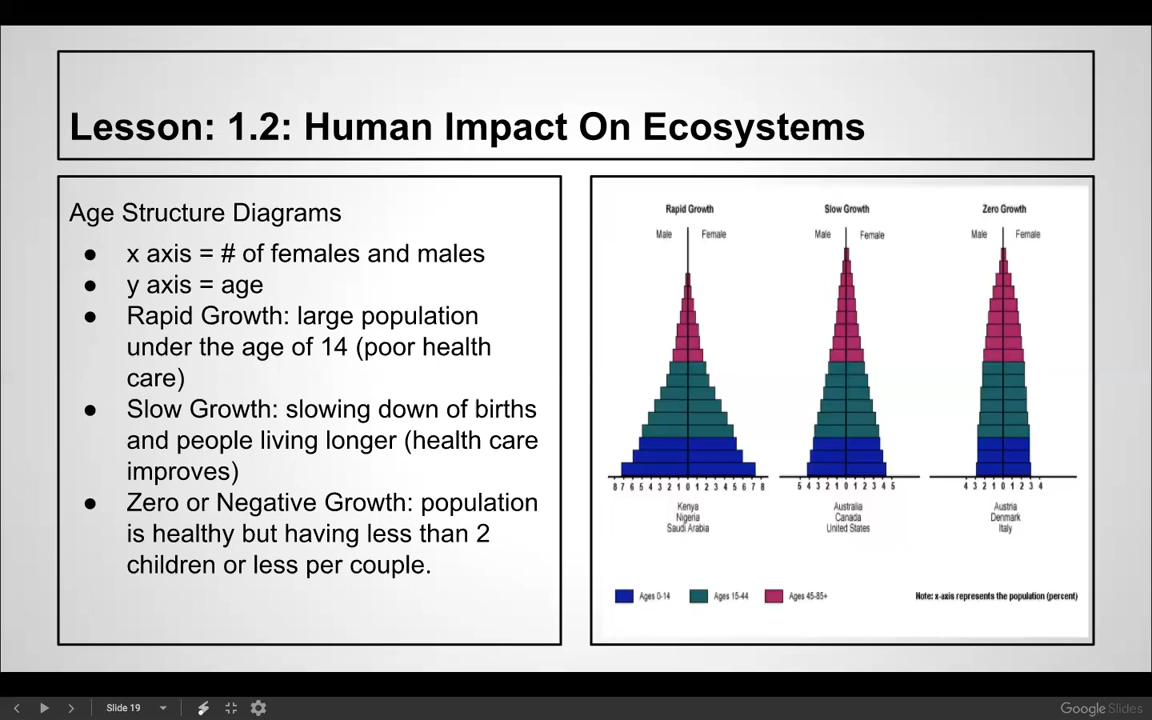 Lesson: 1.2: Human Impact On Ecosystems
Age Structure Diagrams
● x axis = # of females and males
● y axis = age
● Rapid Growth: large population
under the age of 14 (poor health
care)
● Slow Growth: slowing down of births
and people living longer (health care
improves)
● Zero or Negative Growth: population
is healthy but having less than 2
children or less per couple.
Rapid Growth
Male Female
8 7 6 5 4 3 2 1 0 1 2 3 4 5 6 7 8
Kenya
Nigeria
Saudi Arabia
Slow Growth
Male Female
5 4 3 2 1 0 1 2 3 4 5
Australia
Canada
United States
Zero Growth
Male Female
4 3 2 1 0 1 2 3 4
Austria
Denmark
Italy
Ages 0-14 Ages 15-44 Ages 45-85+
Note: x-axis represents the population (percent)
Slide 19
Google Slides